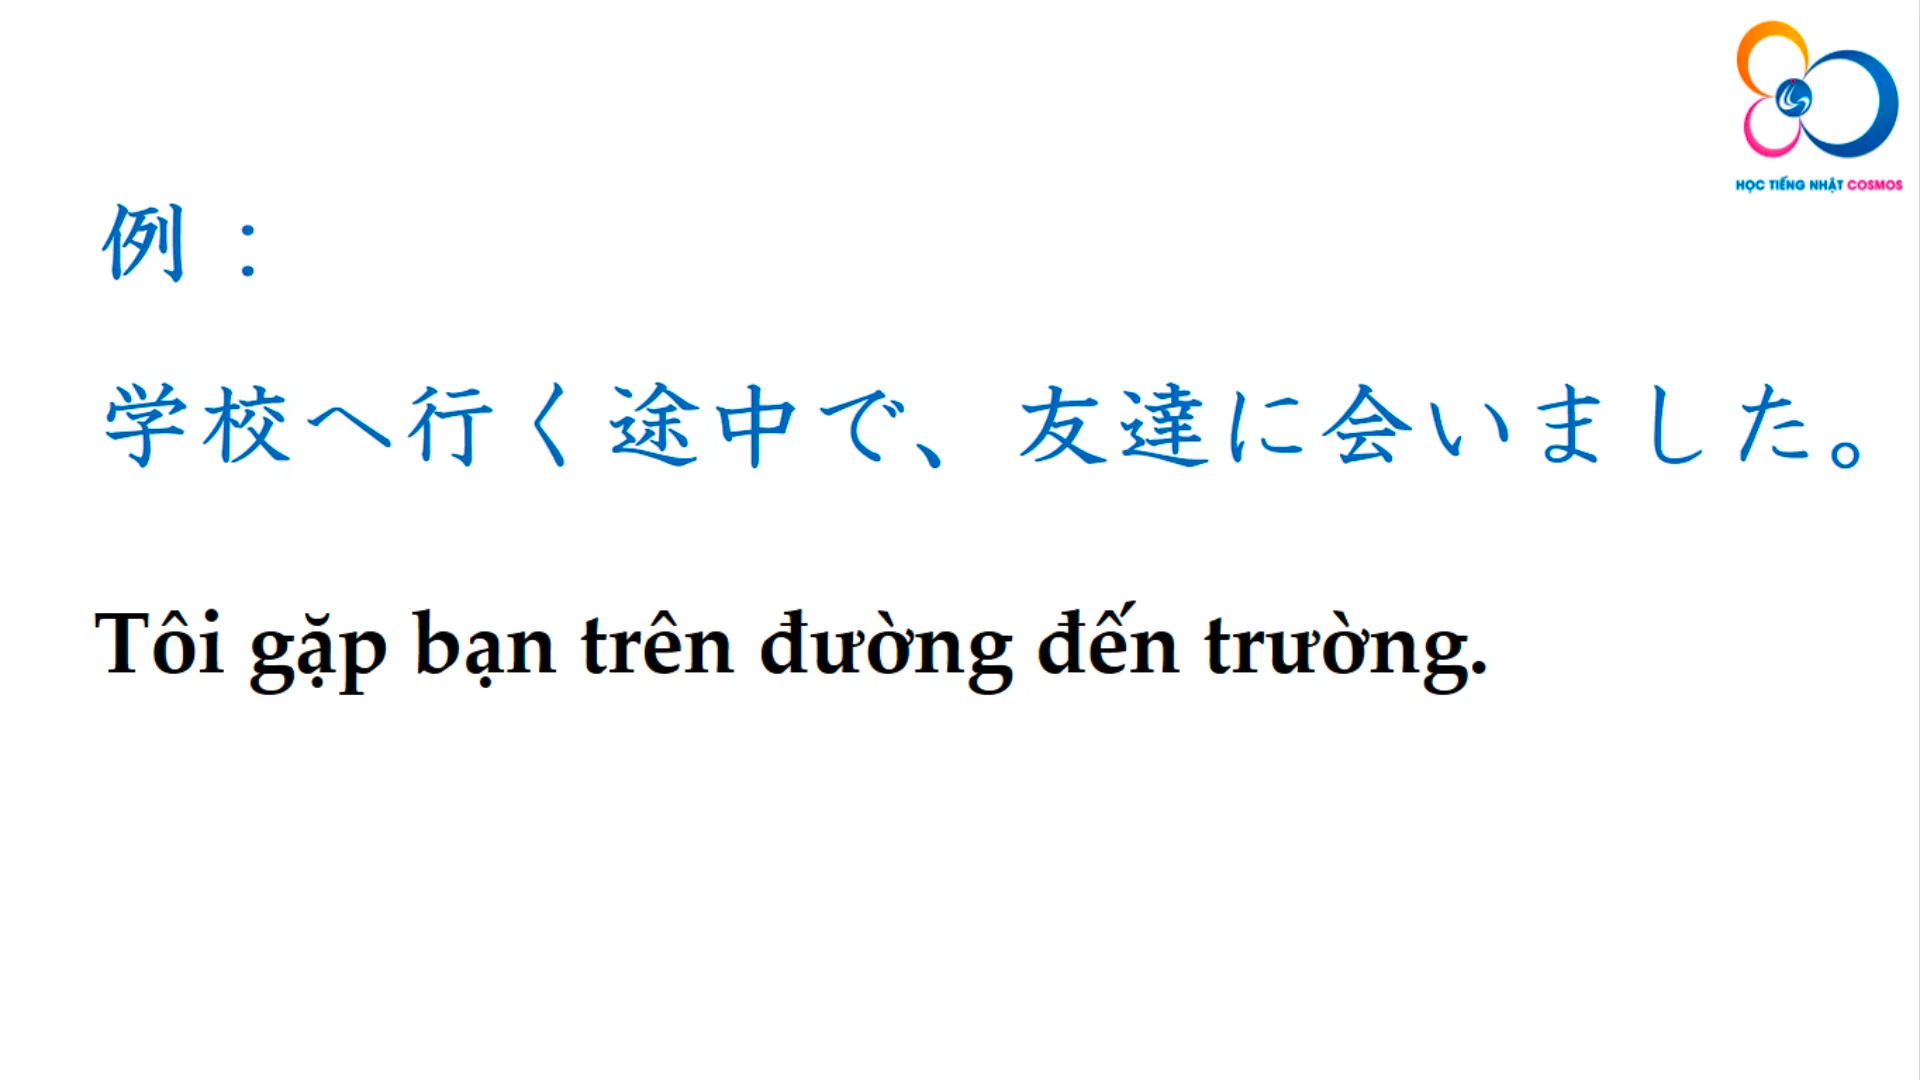 HỌC TIẾNG NHẬT COSMOS
例：
学校へ行く途中で、友達に会いました。
Tôi gặp bạn trên đường đến trường.